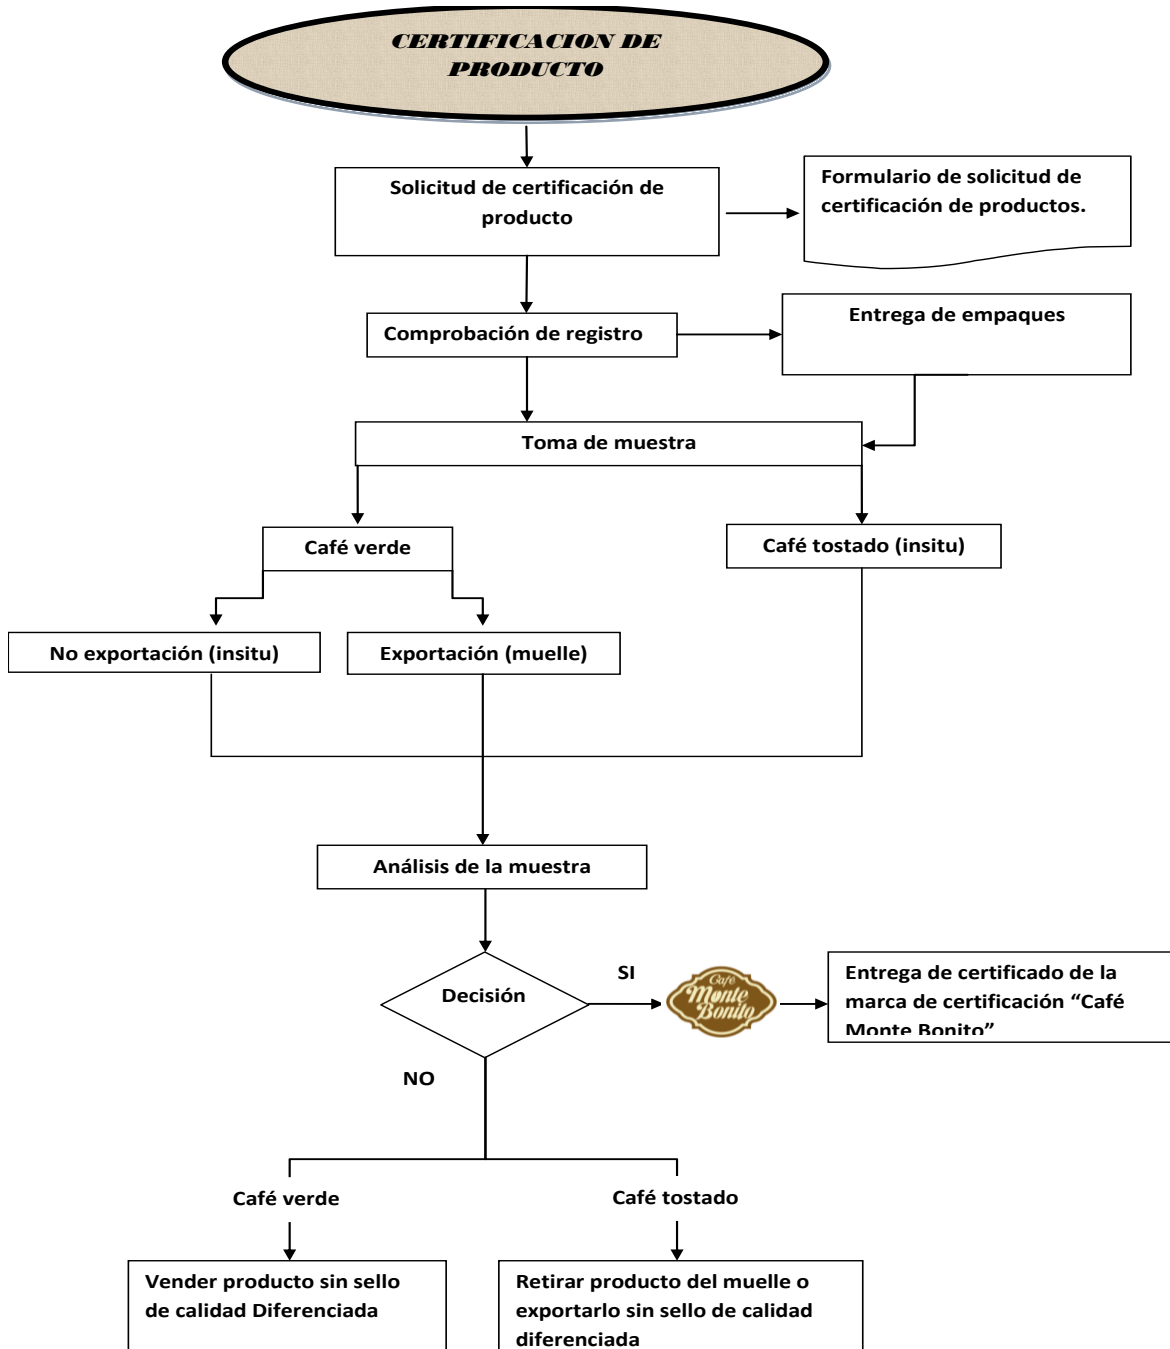 CERTIFICACION DE
PRODUCTO
Solicitud de certificación de
producto
Formulario de solicitud de
certificación de productos.
Comprobación de registro
Entrega de empaques
Toma de muestra
Café verde
Café tostado (insitu)
No exportación (insitu)
Exportación (muelle)
Análisis de la muestra
Decisión
SI
Café
Monte
Bonito
Entrega de certificado de la
marca de certificación “Café
Monte Bonito”
NO
Café verde
Café tostado
Vender producto sin sello
de calidad Diferenciada
Retirar producto del muelle o
exportarlo sin sello de calidad
diferenciada